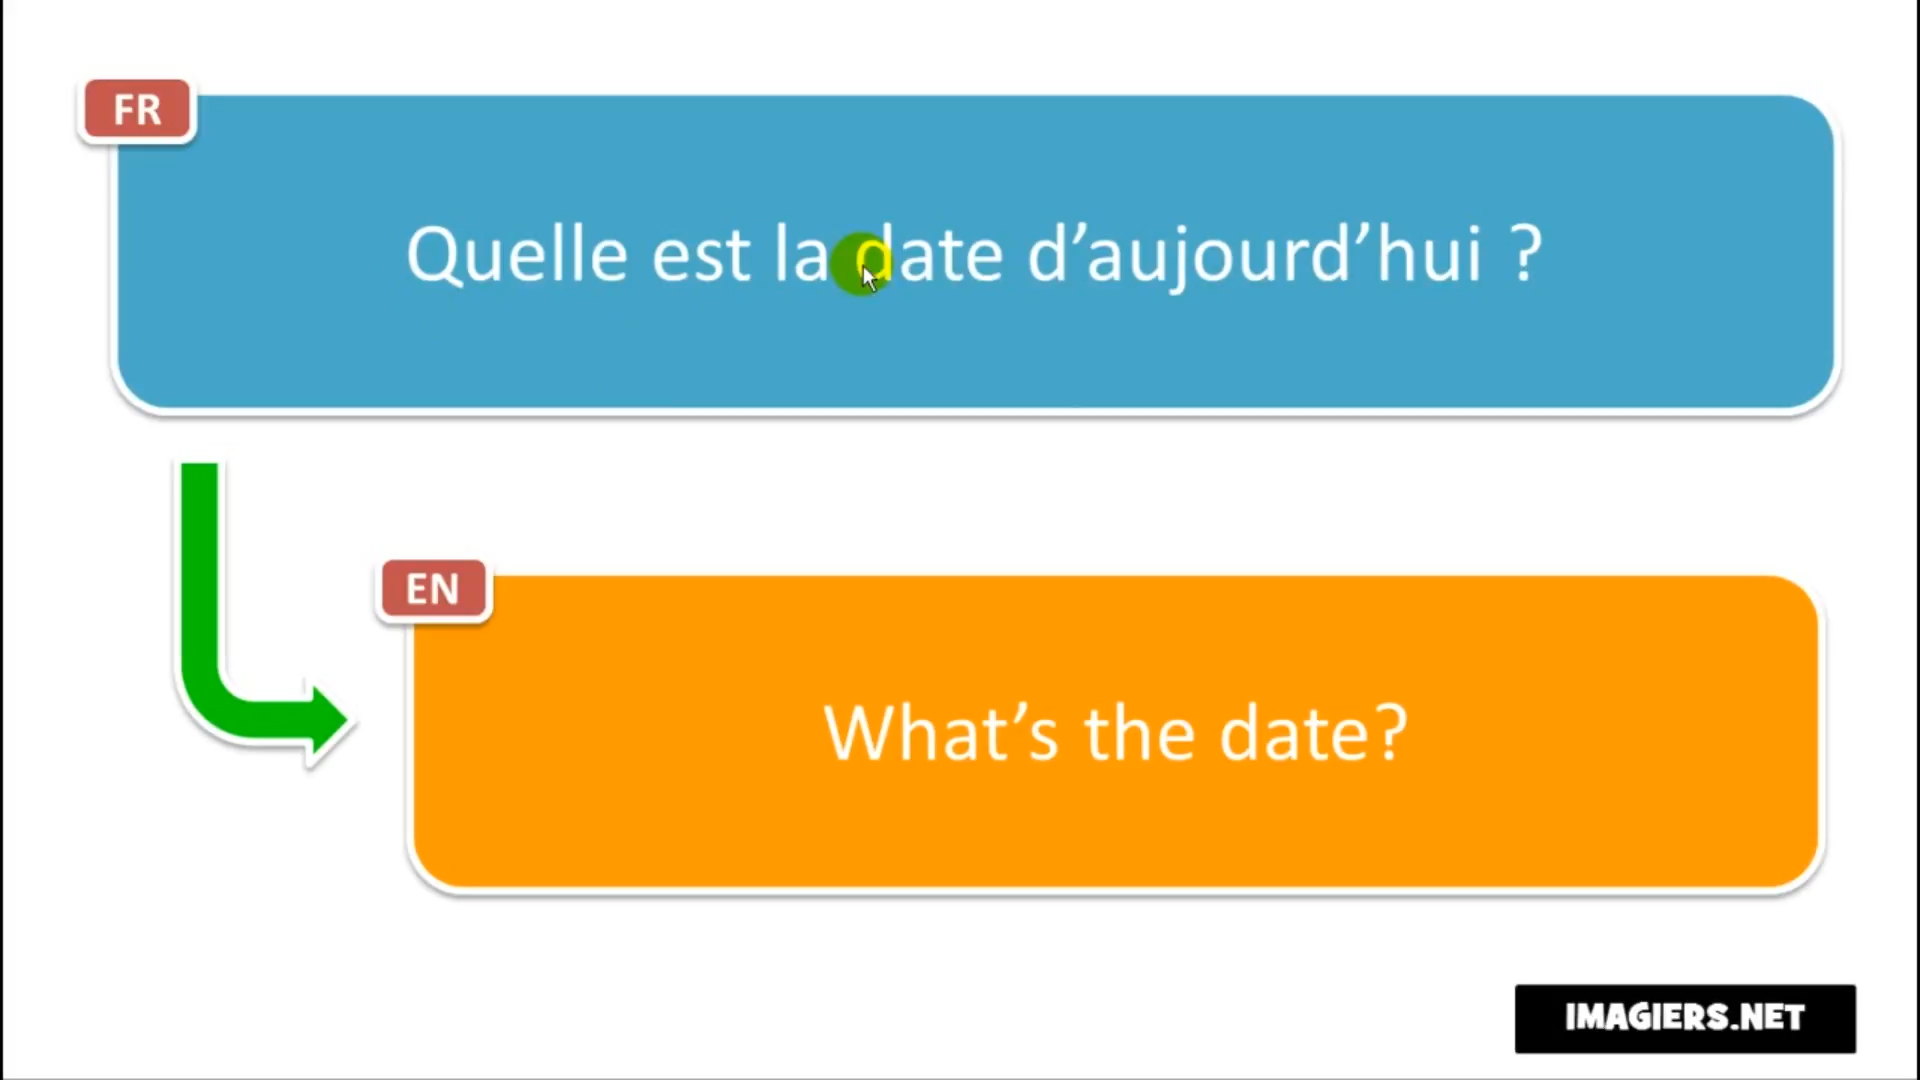 FR
Quelle est la date d’aujourd’hui ?
EN
What’s the date?
IMAGIERS.NET